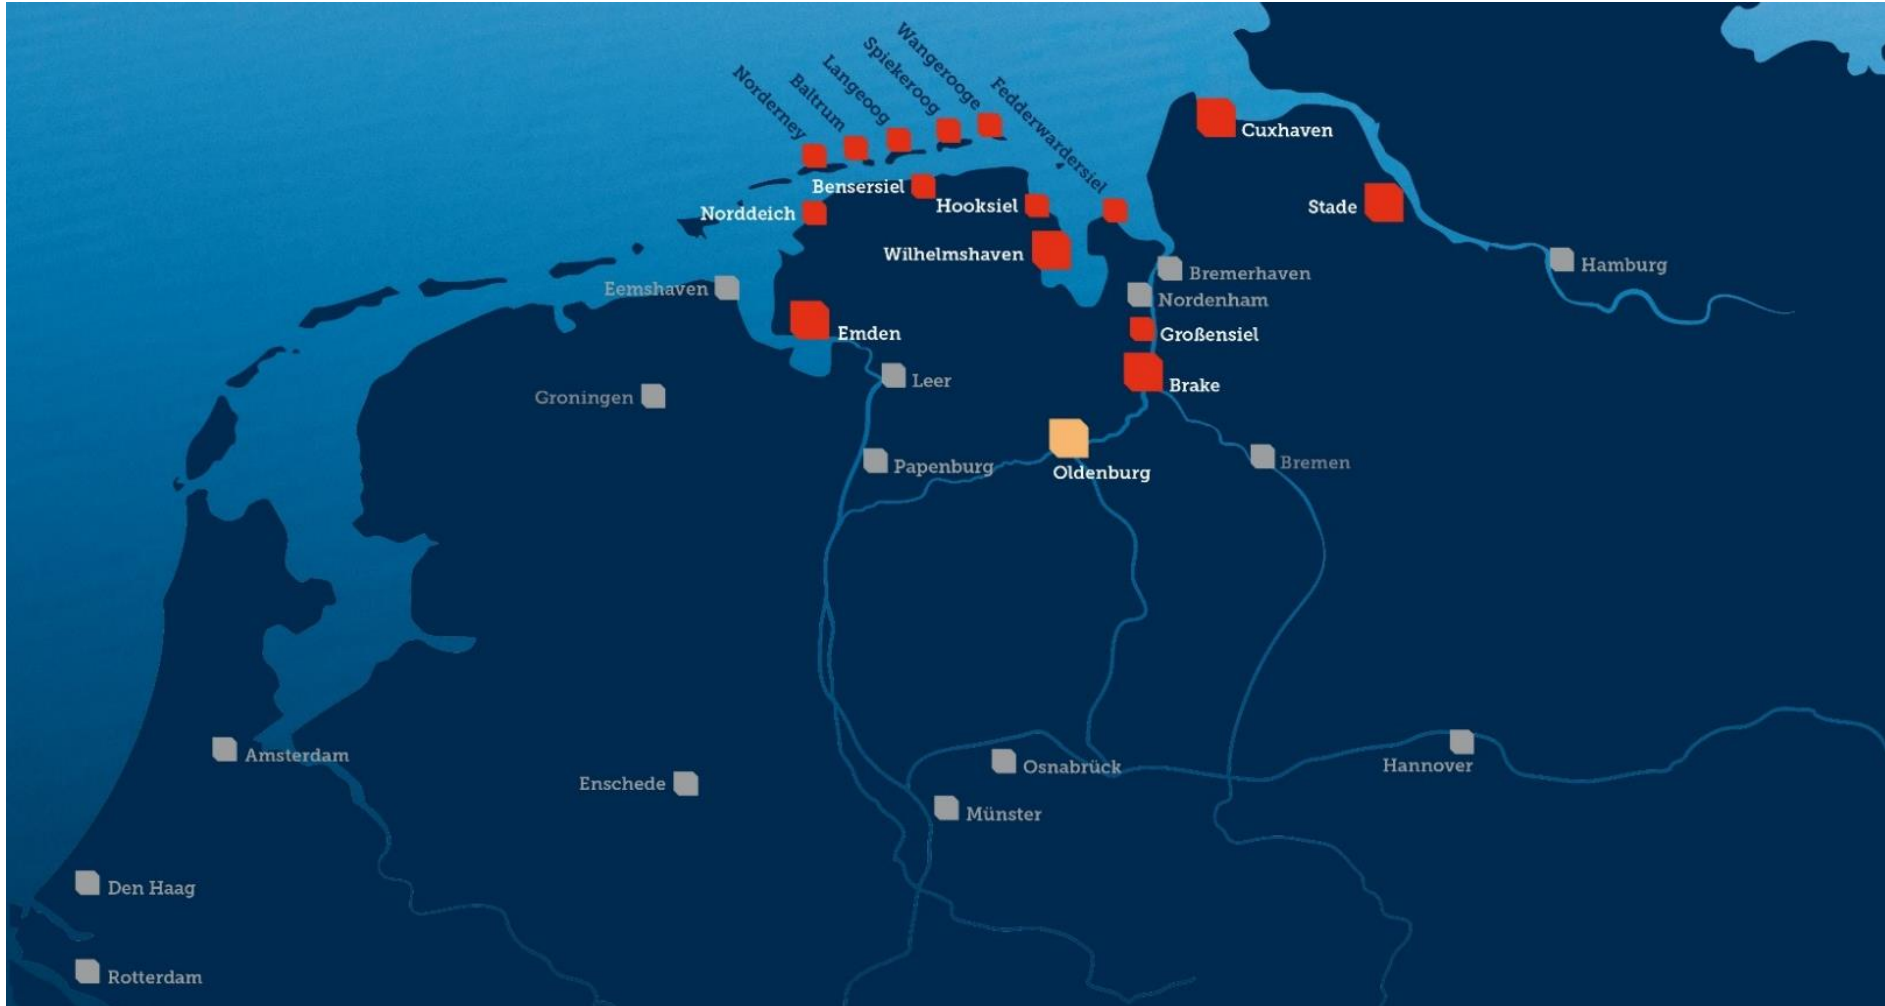 Norderney
Baltrum
Langeoog
Spiekeroog
Wangerooge
Fedderwardersiel
Cuxhaven
Bensersiel
Hooksiel
Stade
Norddeich
Wilhelmshaven
Hamburg
Bremerhaven
Eemshaven
Nordenham
Emden
Großensiel
Leer
Brake
Groningen
Papenburg
Oldenburg
Bremen
Amsterdam
Osnabrück
Hannover
Enschede
Münster
Den Haag
Rotterdam